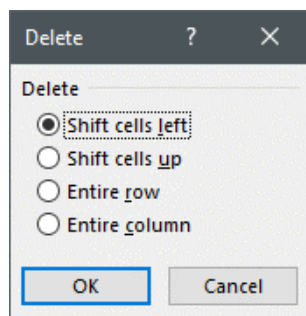 Delete ? ×
Delete
Shift cells left
Shift cells up
Entire row
Entire column
OK Cancel